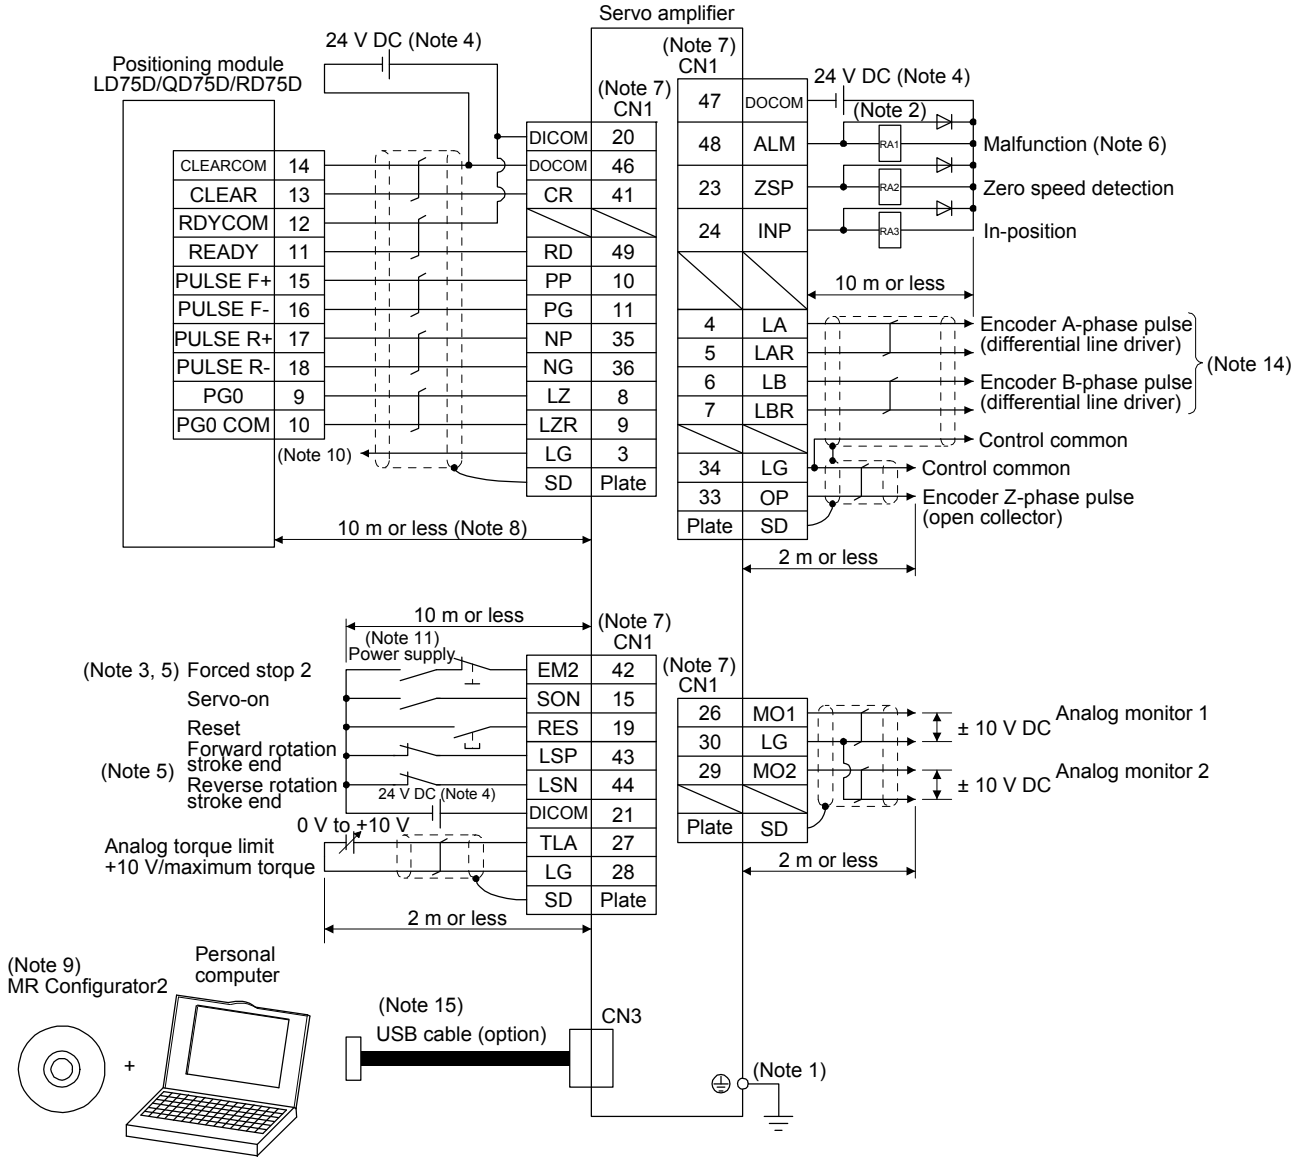 Servo amplifier
24 V DC (Note 4)
Positioning module
LD75D/QD75D/RD75D
(Note 7)
CN1
DICOM 20
CLEARCOM 14 DOCOM 46
CLEAR 13 CR 41
RDYCOM 12
READY 11 RD 49
PULSE F+ 15 PP 10
PULSE F- 16 PG 11
PULSE R+ 17 NP 35
PULSE R- 18 NG 36
PG0 9 LZ 8
PG0 COM 10 LZR 9
(Note 10) LG 3
SD Plate
10 m or less (Note 8)
(Note 7)
CN1
24 V DC (Note 4)
47 DOCOM
(Note 2)
48 ALM RA1 Malfunction (Note 6)
23 ZSP RA2 Zero speed detection
24 INP RA3 In-position
10 m or less
4 LA Encoder A-phase pulse
(differential line driver)
5 LAR
(Note 14)
6 LB Encoder B-phase pulse
(differential line driver)
7 LBR
Control common
34 LG Control common
33 OP Encoder Z-phase pulse
(open collector)
Plate SD
2 m or less
10 m or less
(Note 7)
CN1
(Note 11)
Power supply
(Note 3, 5) Forced stop 2 EM2 42
Servo-on SON 15
Reset RES 19
Forward rotation
stroke end LSP 43
(Note 5)
Reverse rotation
stroke end LSN 44
24 V DC (Note 4)
DICOM 21
0 V to +10 V
Analog torque limit TLA 27
+10 V/maximum torque LG 28
SD Plate
2 m or less
(Note 7)
CN1
26 MO1 Analog monitor 1
± 10 V DC
30 LG
29 MO2 Analog monitor 2
± 10 V DC
Plate SD
2 m or less
(Note 9)
MR Configurator2
+
Personal
computer
(Note 15)
USB cable (option)
CN3
(Note 1)